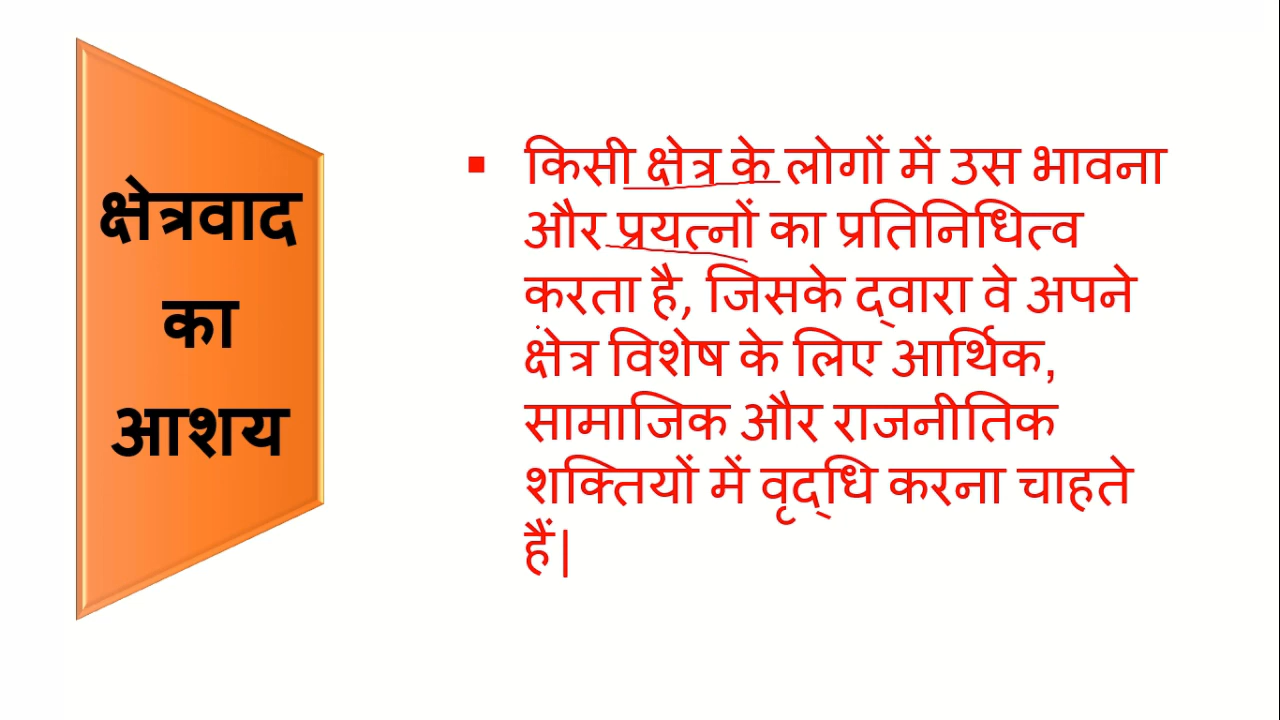 क्षेत्रवाद
का
आशय
▪ किसी क्षेत्र के लोगों में उस भावना
और प्रयत्नों का प्रतिनिधित्व
करता है, जिसके द्‌वारा वे अपने
क्षेत्र विशेष के लिए आर्थिक,
सामाजिक और राजनीतिक
शक्तियों में वृद्‌धि करना चाहते
हैं|